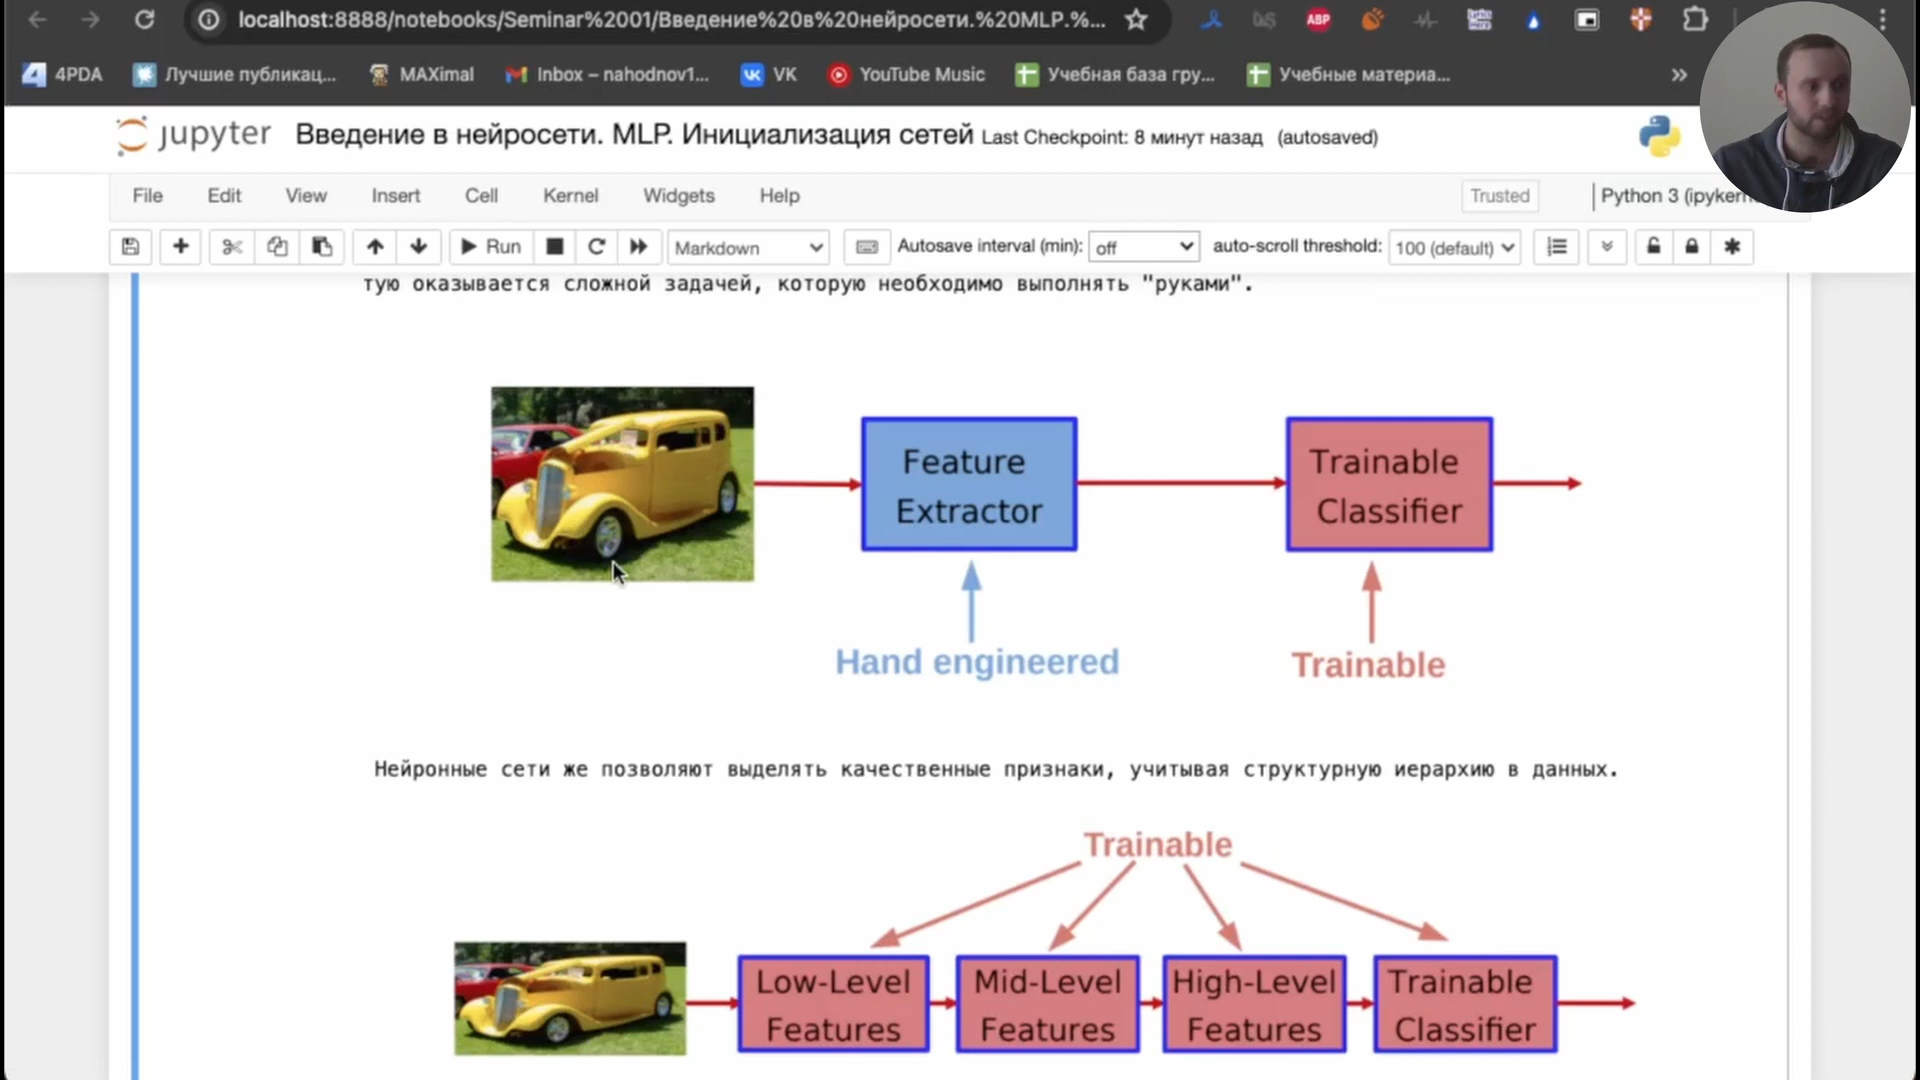 localhost:8888/notebooks/Seminar%2001/Введение%20в%20нейросети.%20MLP.%...
ABP
4PDA
Лучшие публикац...
MAXimal
Inbox – nahodnov1...
VK
YouTube Music
Учебная база гру...
Учебные материа...
»
jupyter Введение в нейросети. MLP. Инициализация сетей Last Checkpoint: 8 минут назад (autosaved)
File Edit View Insert Cell Kernel Widgets Help
Trusted
Python 3 (ipykern
Run
Markdown
Autosave interval (min): off
auto-scroll threshold: 100 (default)
тую оказывается сложной задачей, которую необходимо выполнять "руками".
Feature
Extractor
Trainable
Classifier
Hand engineered
Trainable
Нейронные сети же позволяют выделять качественные признаки, учитывая структурную иерархию в данных.
Trainable
Low-Level
Features
Mid-Level
Features
High-Level
Features
Trainable
Classifier